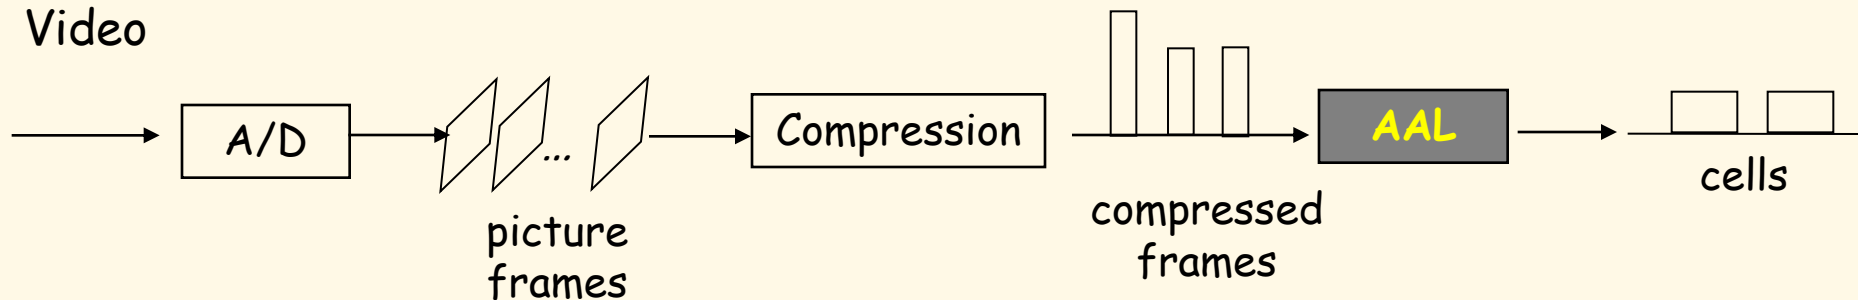 Video
A/D
...
picture
frames
Compression
compressed
frames
AAL
cells